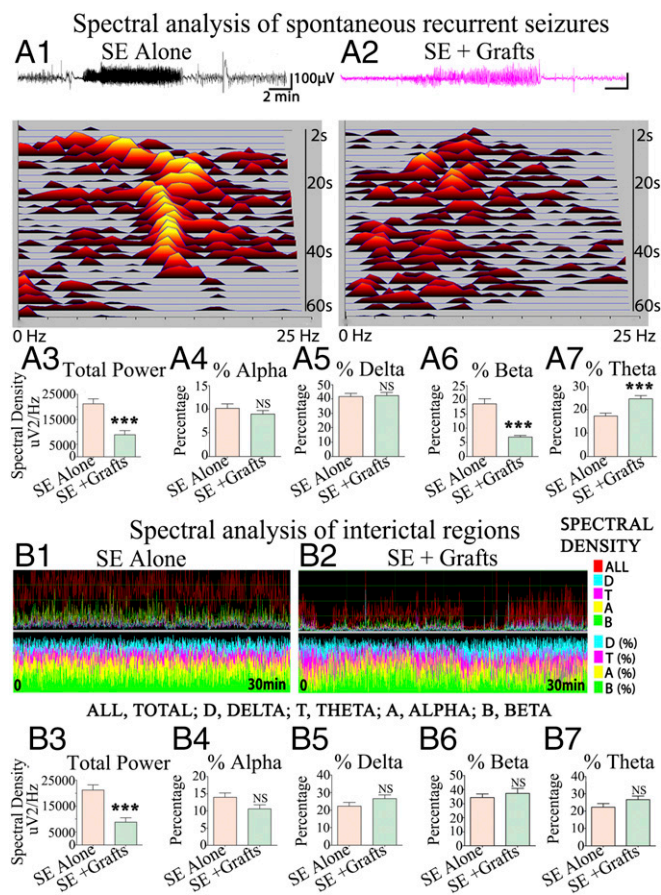 Spectral analysis of spontaneous recurrent seizures
A1 SE Alone
A2 SE + Grafts
100µV
2 min
2s
20s
40s
60s
2s
20s
40s
60s
0 Hz 25 Hz
0 Hz 25 Hz
A3 Total Power
Spectral Density
uV2/Hz
25000
15000
5000
0
***
SE Alone
SE +Grafts
A4 % Alpha
Percentage
15
10
5
0
NS
SE Alone
SE +Grafts
A5 % Delta
Percentage
50
40
30
20
10
0
NS
SE Alone
SE +Grafts
A6 % Beta
Percentage
25
20
15
10
5
0
***
SE Alone
SE +Grafts
A7 % Theta
Percentage
30
20
10
0
***
SE Alone
SE +Grafts
Spectral analysis of interictal regions
B1 SE Alone
B2 SE + Grafts
0 30min
0 30min
SPECTRAL
DENSITY
ALL
D
T
A
B
D (%)
T (%)
A (%)
B (%)
ALL, TOTAL; D, DELTA; T, THETA; A, ALPHA; B, BETA
B3 Total Power
Spectral Density
uV2/Hz
25000
15000
5000
0
***
SE Alone
SE +Grafts
B4 % Alpha
Percentage
20
15
10
5
0
NS
SE Alone
SE +Grafts
B5 % Delta
Percentage
40
30
20
10
0
NS
SE Alone
SE +Grafts
B6 % Beta
Percentage
50
40
30
20
10
0
NS
SE Alone
SE +Grafts
B7 % Theta
Percentage
40
30
20
10
0
NS
SE Alone
SE +Grafts